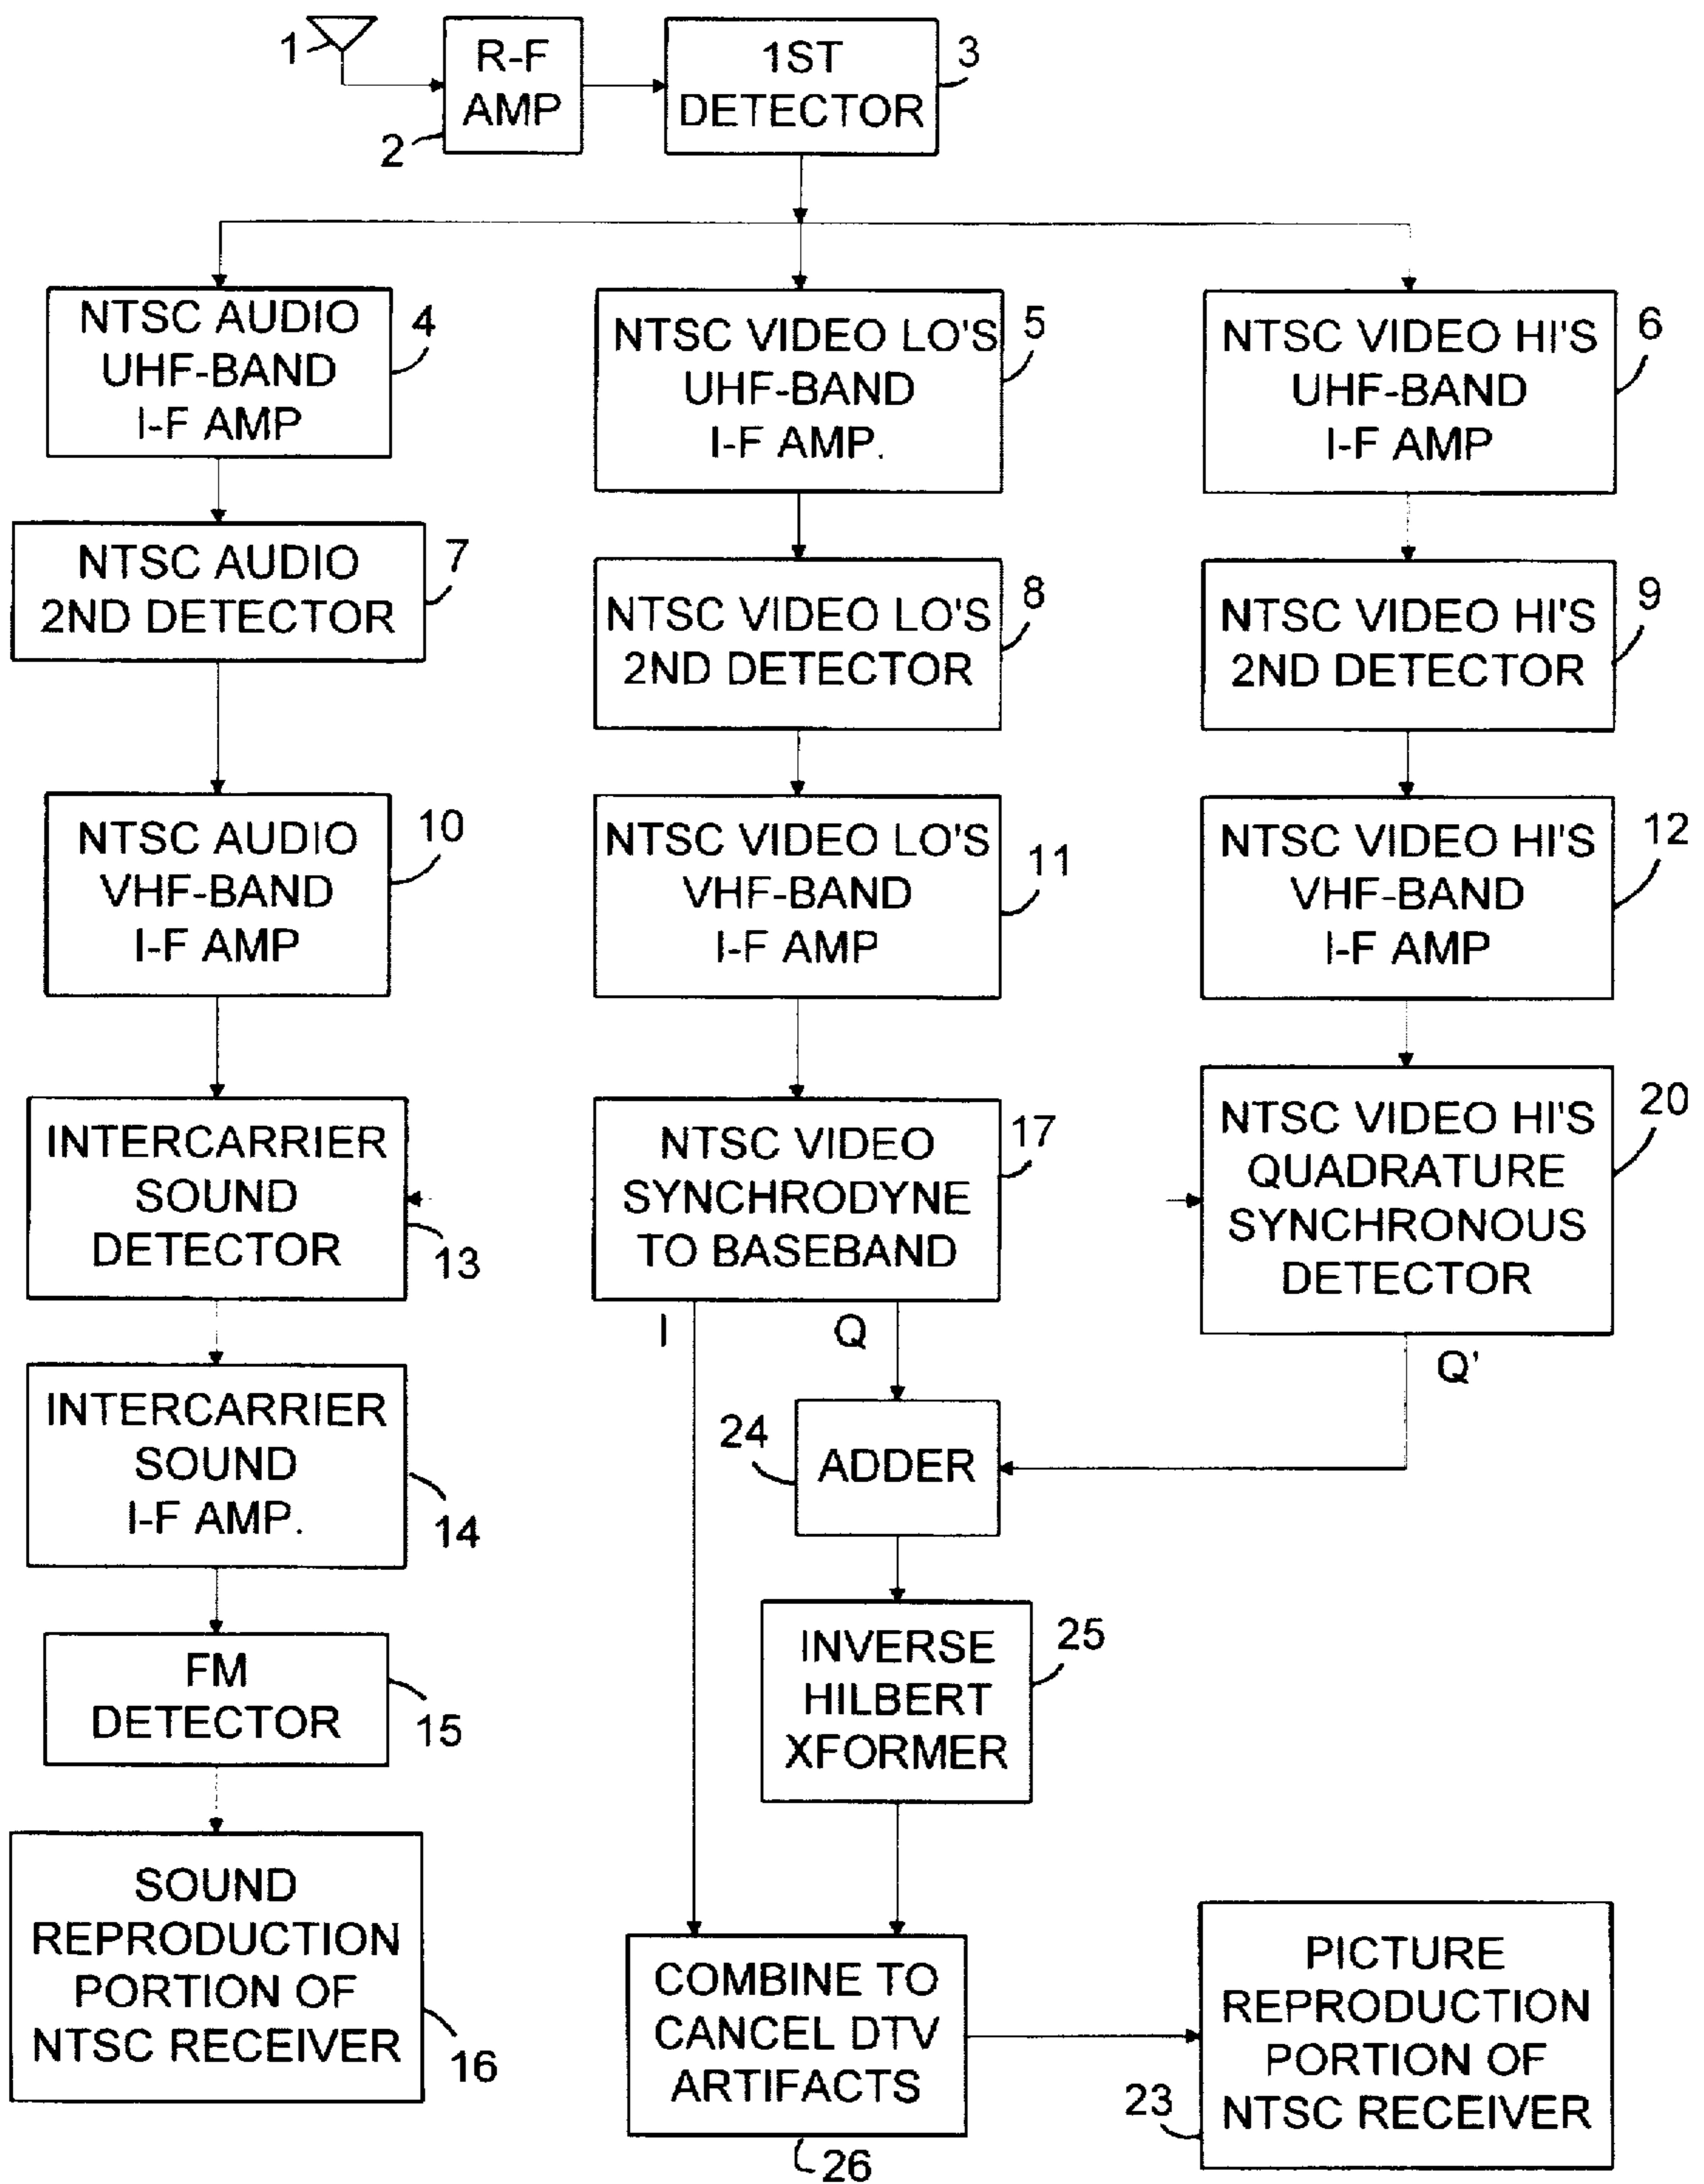 1
R-F
AMP
2
1ST
DETECTOR
3
NTSC AUDIO
UHF-BAND
I-F AMP
4
NTSC VIDEO LO'S
UHF-BAND
I-F AMP.
5
NTSC VIDEO HI'S
UHF-BAND
I-F AMP
6
NTSC AUDIO
2ND DETECTOR
7
NTSC VIDEO LO'S
2ND DETECTOR
8
NTSC VIDEO HI'S
2ND DETECTOR
9
NTSC AUDIO
VHF-BAND
I-F AMP
10
NTSC VIDEO LO'S
VHF-BAND
I-F AMP
11
NTSC VIDEO HI'S
VHF-BAND
I-F AMP
12
INTERCARRIER
SOUND
DETECTOR
13
NTSC VIDEO
SYNCHRODYNE
TO BASEBAND
17
NTSC VIDEO HI'S
QUADRATURE
SYNCHRONOUS
DETECTOR
20
I
Q
Q'
INTERCARRIER
SOUND
I-F AMP.
14
24
ADDER
FM
DETECTOR
15
INVERSE
HILBERT
XFORMER
25
SOUND
REPRODUCTION
PORTION OF
NTSC RECEIVER
16
COMBINE TO
CANCEL DTV
ARTIFACTS
26
PICTURE
REPRODUCTION
PORTION OF
NTSC RECEIVER
23